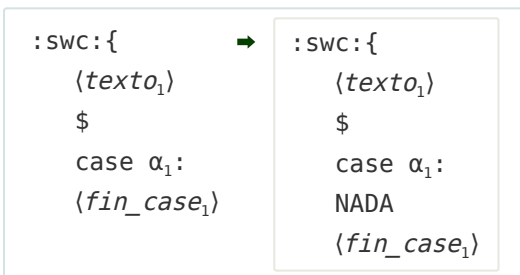 :swc:{
⟨texto₁⟩
$
case α₁:
⟨fin_case₁⟩
➡
:swc:{
⟨texto₁⟩
$
case α₁:
NADA
⟨fin_case₁⟩